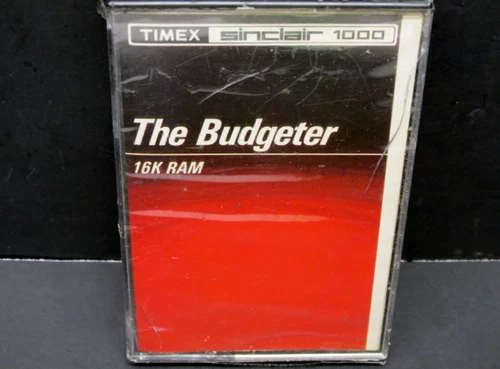 TIMEX sinclair 1000
The Budgeter
16K RAM